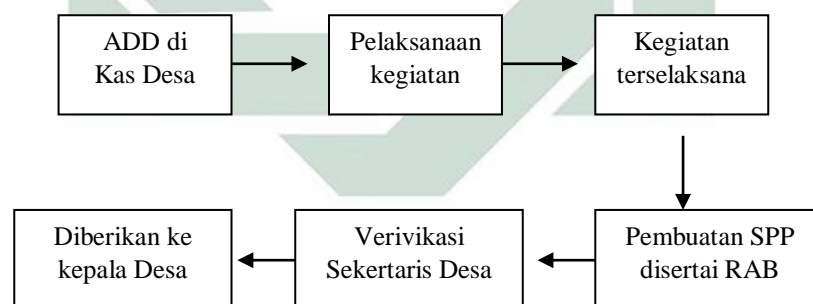 ADD di
Kas Desa
Pelaksanaan
kegiatan
Kegiatan
terselaksana
Pembuatan SPP
disertai RAB
Verivikasi
Sekertaris Desa
Diberikan ke
kepala Desa